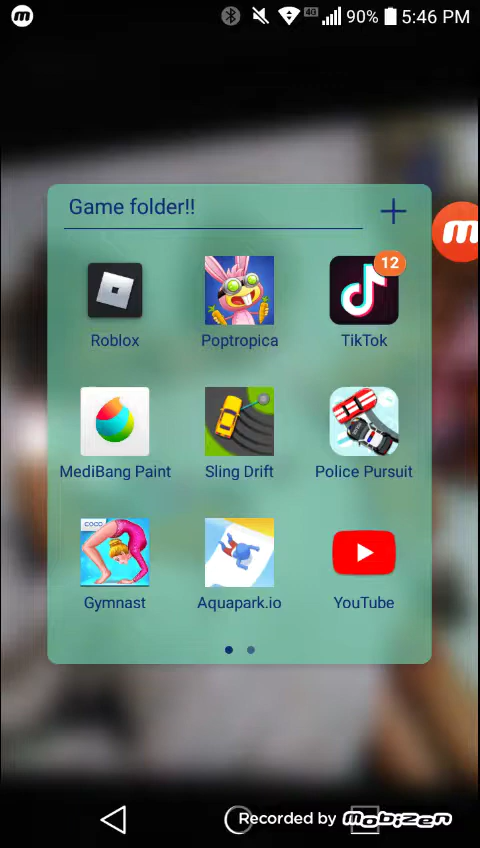 4G 90% 5:46 PM
Game folder!!
12
Roblox Poptropica TikTok
MediBang Paint Sling Drift Police Pursuit
COCO
Gymnast Aquapark.io YouTube
Recorded by Mobizen